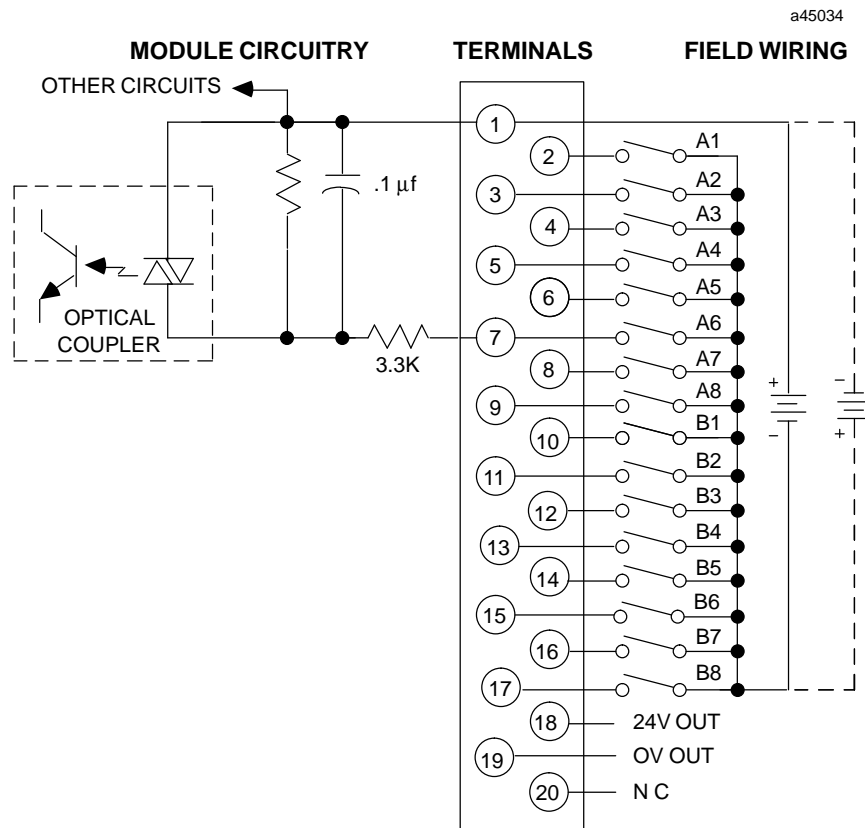 a45034
MODULE CIRCUITRY TERMINALS FIELD WIRING
OTHER CIRCUITS
1
2 A1
.1 µf
3 A2
4 A3
5 A4
6 A5
OPTICAL
COUPLER
7 A6
3.3K
8 A7
9 A8
+ −
− +
10 B1
11 B2
12 B3
13 B4
14 B5
15 B6
16 B7
17 B8
18 24V OUT
19 OV OUT
20 N C